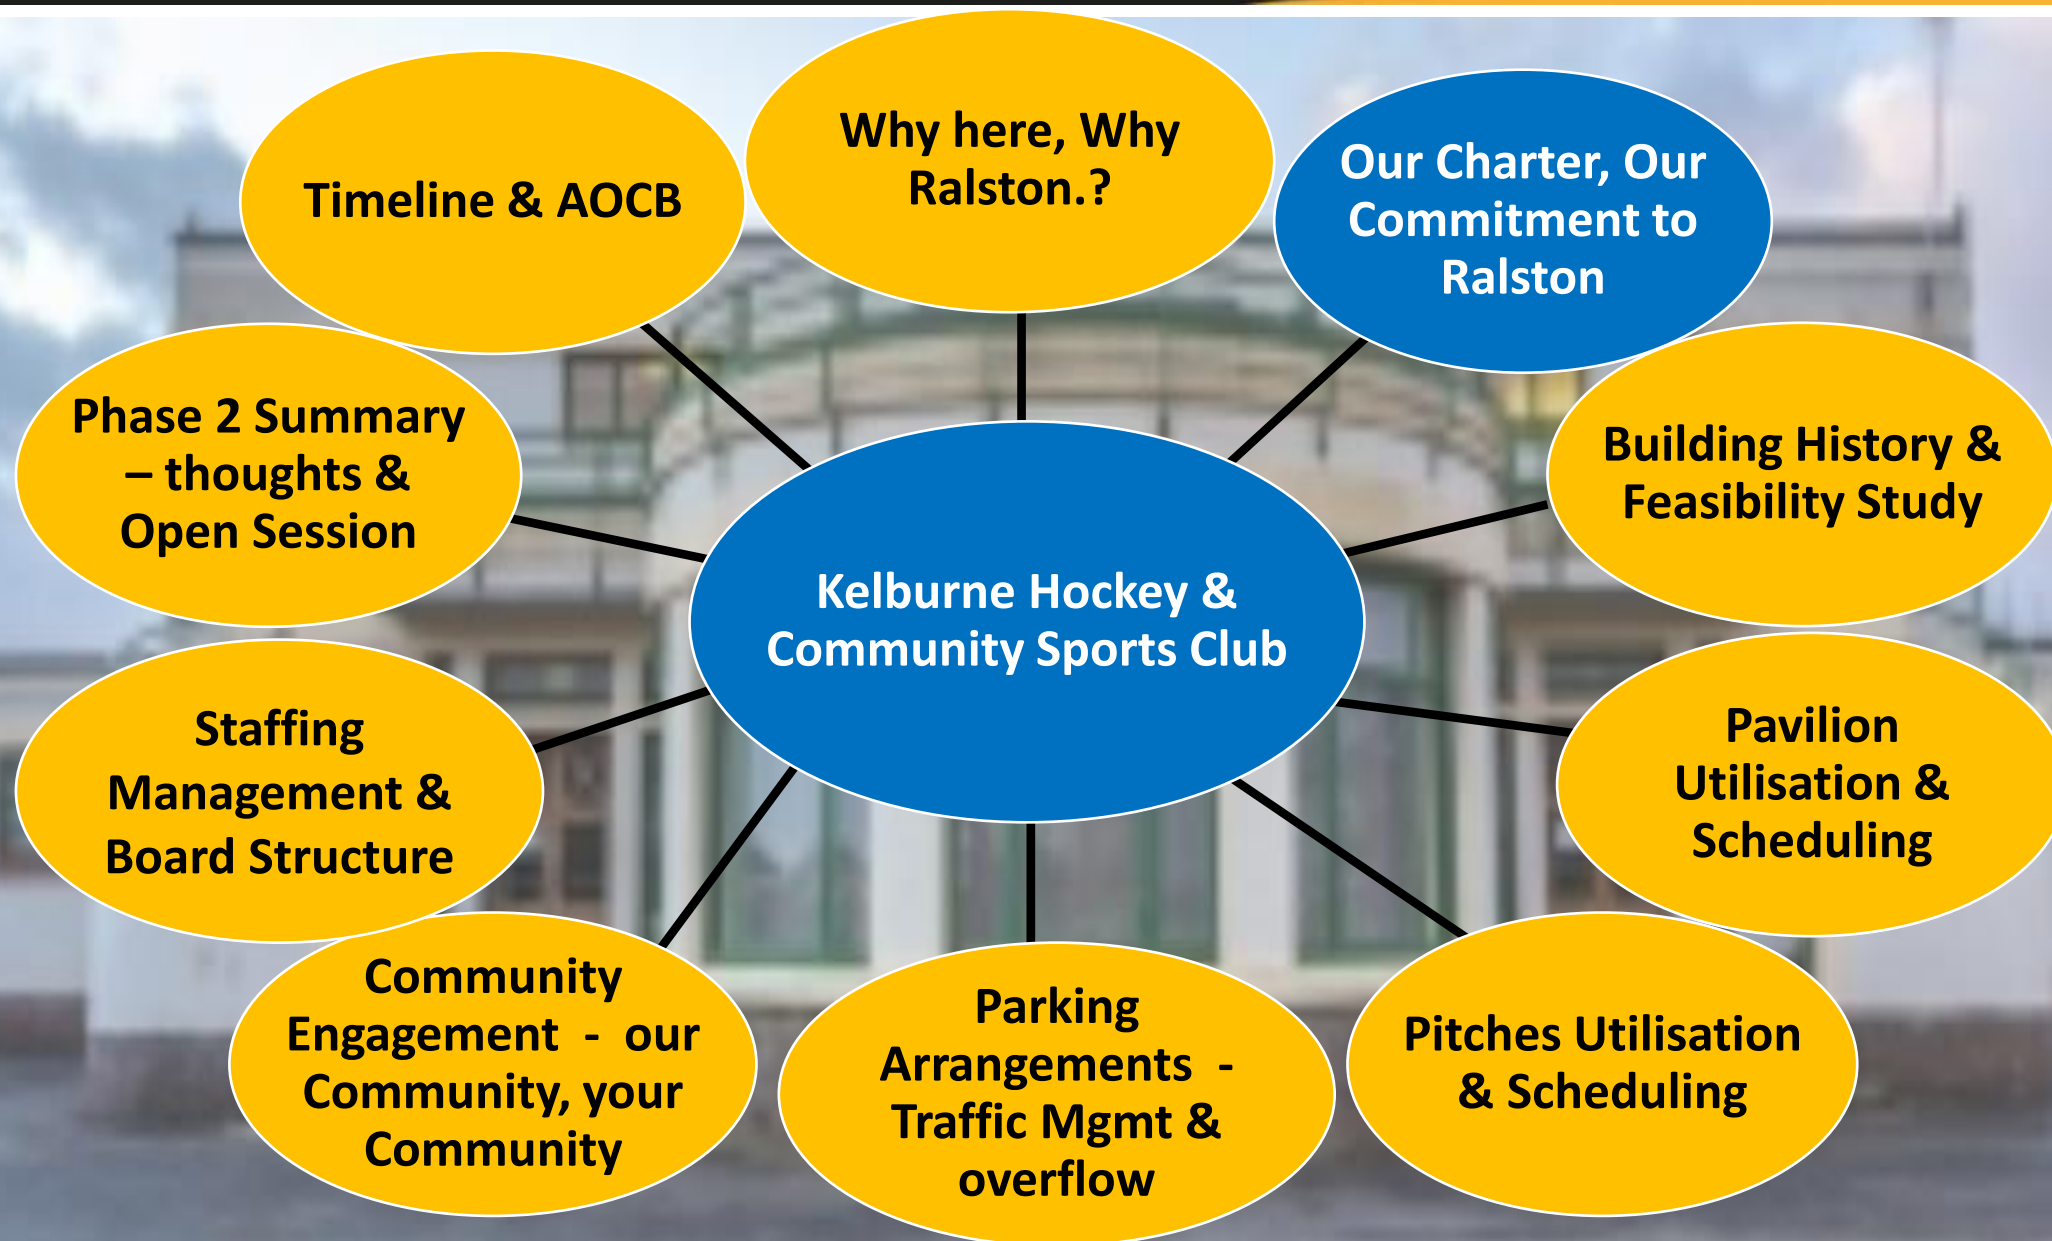 Why here, Why
Ralston.?
Our Charter, Our
Commitment to
Ralston
Building History &
Feasibility Study
Pavilion
Utilisation &
Scheduling
Pitches Utilisation
& Scheduling
Parking
Arrangements  -
Traffic Mgmt &
overflow
Community
Engagement  -  our
Community, your
Community
Staffing
Management &
Board Structure
Phase 2 Summary
– thoughts &
Open Session
Timeline & AOCB
Kelburne Hockey &
Community Sports Club